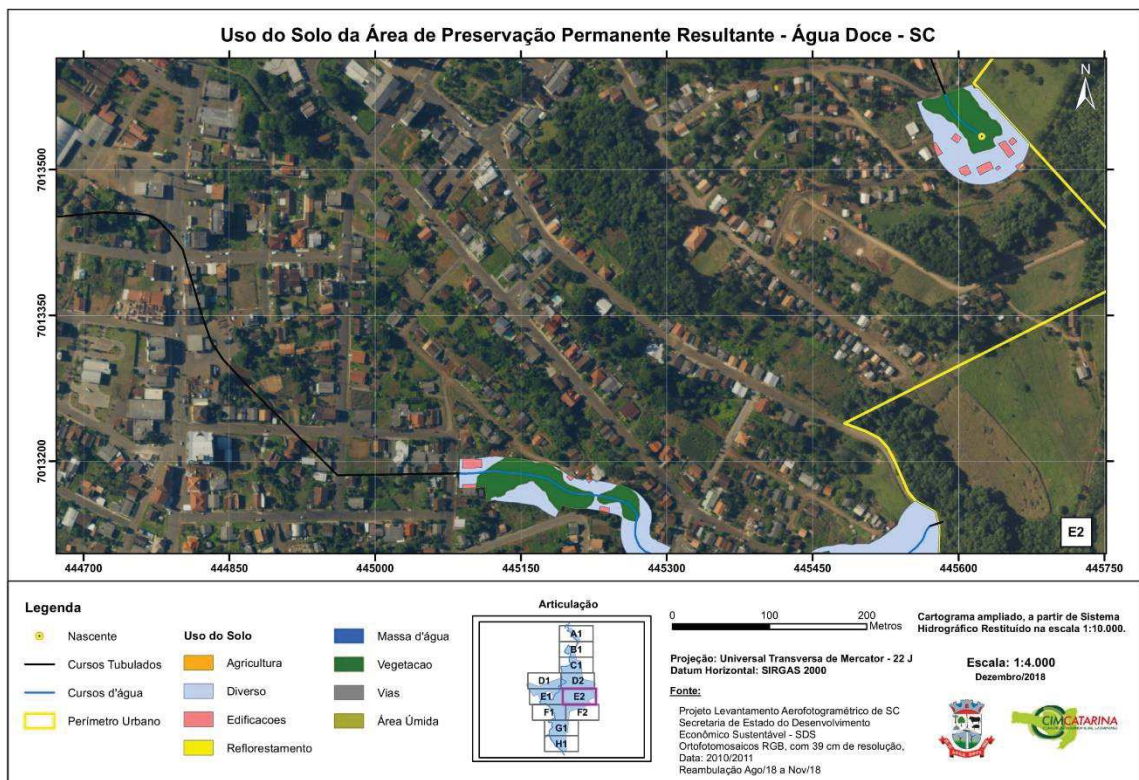 Uso do Solo da Área de Preservação Permanente Resultante - Água Doce - SC
N
7013500
7013350
7013200
E2
444700 444850 445000 445150 445300 445450 445600 445750
Legenda
Nascente
Cursos Tubulados
Cursos d'água
Perímetro Urbano
Uso do Solo
Agricultura
Diverso
Edificacoes
Reflorestamento
Massa d'água
Vegetacao
Vias
Área Úmida
Articulação
A1
B1
C1
D1 D2
E1 E2
F1 F2
G1
H1
0 100 200
Metros
Projeção: Universal Transversa de Mercator - 22 J
Datum Horizontal: SIRGAS 2000
Fonte:
Projeto Levantamento Aerofotogramétrico de SC
Secretaria de Estado do Desenvolvimento
Econômico Sustentável - SDS
Ortofotomosaicos RGB, com 39 cm de resolução,
Data: 2010/2011
Reambulação Ago/18 a Nov/18
Cartograma ampliado, a partir de Sistema
Hidrográfico Restituído na escala 1:10.000.
Escala: 1:4.000
Dezembro/2018
CIMCATARINA